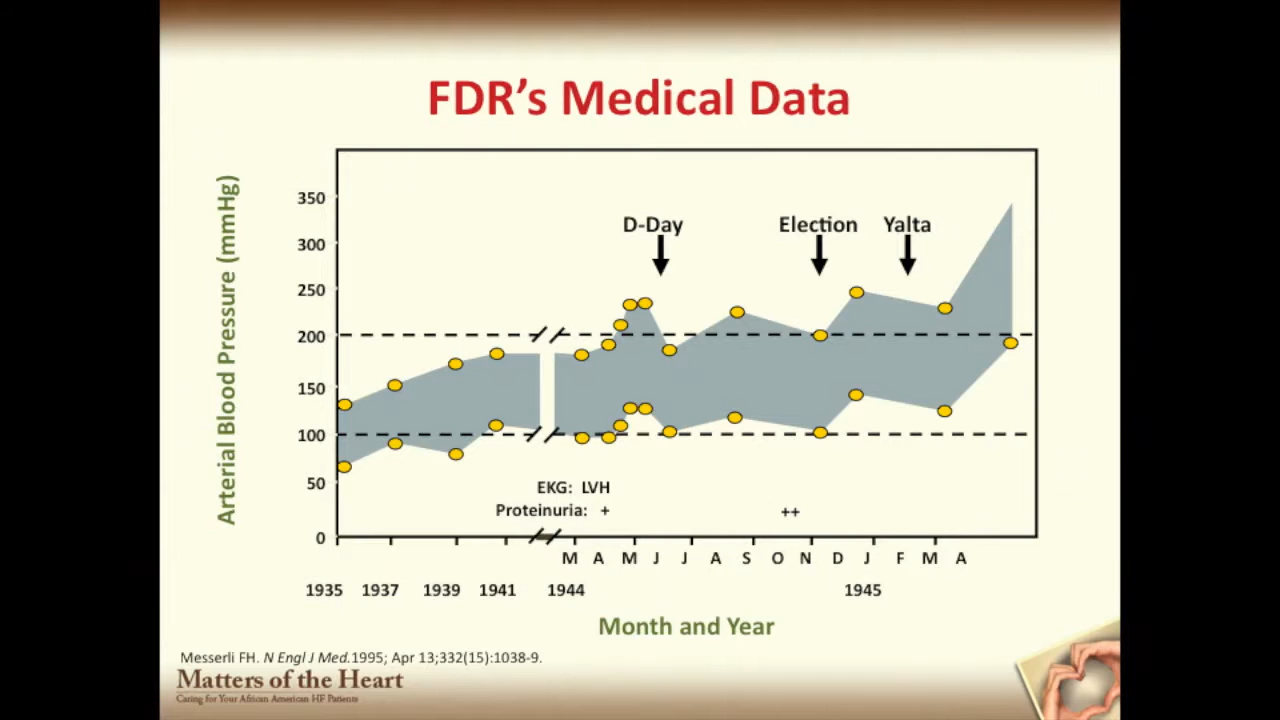 FDR's Medical Data
Arterial Blood Pressure (mmHg)
350
300
250
200
150
100
50
0
D-Day
Election
Yalta
EKG: LVH
Proteinuria: +
++
M A M J J A S O N D J F M A
1935 1937 1939 1941 1944 1945
Month and Year
Messerli FH. N Engl J Med.1995; Apr 13;332(15):1038-9.
Matters of the Heart
Caring for Your African American HF Patients